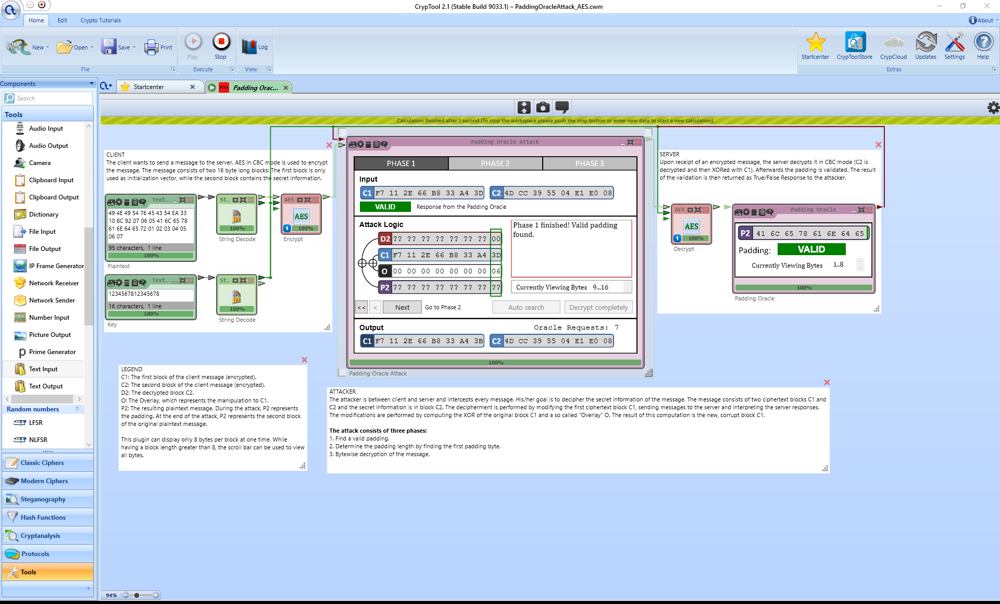 CrypTool 2.1 (Stable Build 9033.1) – PaddingOracleAttack_AES.cwm
Home Edit Crypto Tutorials About
New Open Save Print Play Stop Log Startcenter CrypToolStore CrypCloud Updates Settings Help
File Execute View Extras
Components
Search
Tools
Audio Input
Audio Output
Camera
Clipboard Input
Clipboard Output
Dictionary
File Input
File Output
IP Frame Generator
Network Receiver
Network Sender
Number Input
Picture Output
Prime Generator
Text Input
Text Output
Random numbers
LFSR
NLFSR
Classic Ciphers
Modern Ciphers
Steganography
Hash Functions
Cryptanalysis
Protocols
Tools
Startcenter
POA Padding Orac...
Calculation finished after 1 second (To stop the workspace please push the stop button or enter new data to start a new calculation)
CLIENT
The client wants to send a message to the server. AES in CBC mode is used to encrypt
the message. The message consists of two 16 byte long blocks: The first block is only
used as initialization vector, while the second block contains the secret information.
Text...
49 4E 49 54 76 45 43 54 EA 33
10 8C 92 07 06 05 41 6C 65 78
61 6E 64 65 72 01 02 03 04 05
06 07
95 characters, 1 line
100%
Plaintext
St...
100%
String Decode
AES
AES
1 100%
Encrypt
Text...
1234567812345678
16 characters, 1 line
100%
Key
St...
100%
String Decode
Padding Oracle Attack
PHASE 1 PHASE 2 PHASE 3
Input
C1 F7 11 2E 66 B8 33 A4 3D C2 4D CC 39 55 04 E1 E0 08
VALID Response from the Padding Oracle
Attack Logic
D2 ?? ?? ?? ?? ?? ?? ?? 00
C1 F7 11 2E 66 B8 33 A4 3D
O 00 00 00 00 00 00 00 06
P2 ?? ?? ?? ?? ?? ?? ?? ??
Phase 1 finished! Valid padding
found.
Currently Viewing Bytes 9...16
<< < Next Go to Phase 2 Auto search Decrypt completely
Output Oracle Requests: 7
C1 F7 11 2E 66 B8 33 A4 3B C2 4D CC 39 55 04 E1 E0 08
100%
Padding Oracle Attack
SERVER
Upon receipt of an encrypted message, the server decrypts it in CBC mode (C2 is
decrypted and then XORed with C1). Afterwards the padding is validated. The result
of the validation is then returned as True/False Response to the attacker.
AES
AES
1 100%
Decrypt
Padding Oracle
P2 41 6C 65 78 61 6E 64 65
Padding: VALID
Currently Viewing Bytes 1..8
100%
Padding Oracle
LEGEND
C1: The first block of the client message (encrypted).
C2: The second block of the client message (encrypted).
D2: The decrypted block C2.
O: The Overlay, which represents the manipulation to C1.
P2: The resulting plaintext message. During the attack, P2 represents
the padding. At the end of the attack, P2 represents the second block
of the original plaintext message.
This plugin can display only 8 bytes per block at one time. While
having a block length greater than 8, the scroll bar can be used to view
all bytes.
ATTACKER
The attacker is between client and server and intercepts every message. His/her goal is to decipher the secret information of the message. The message consists of two ciphertext blocks C1 and
C2 and the secret information is in block C2. The decipherment is performed by modifying the first ciphertext block C1, sending messages to the server and interpreting the server responses.
The modifications are performed by computing the XOR of the original block C1 and a so called "Overlay" O. The result of this computation is the new, corrupt block C1.
The attack consists of three phases:
1. Find a valid padding.
2. Determine the padding length by finding the first padding byte.
3. Bytewise decryption of the message.
94%